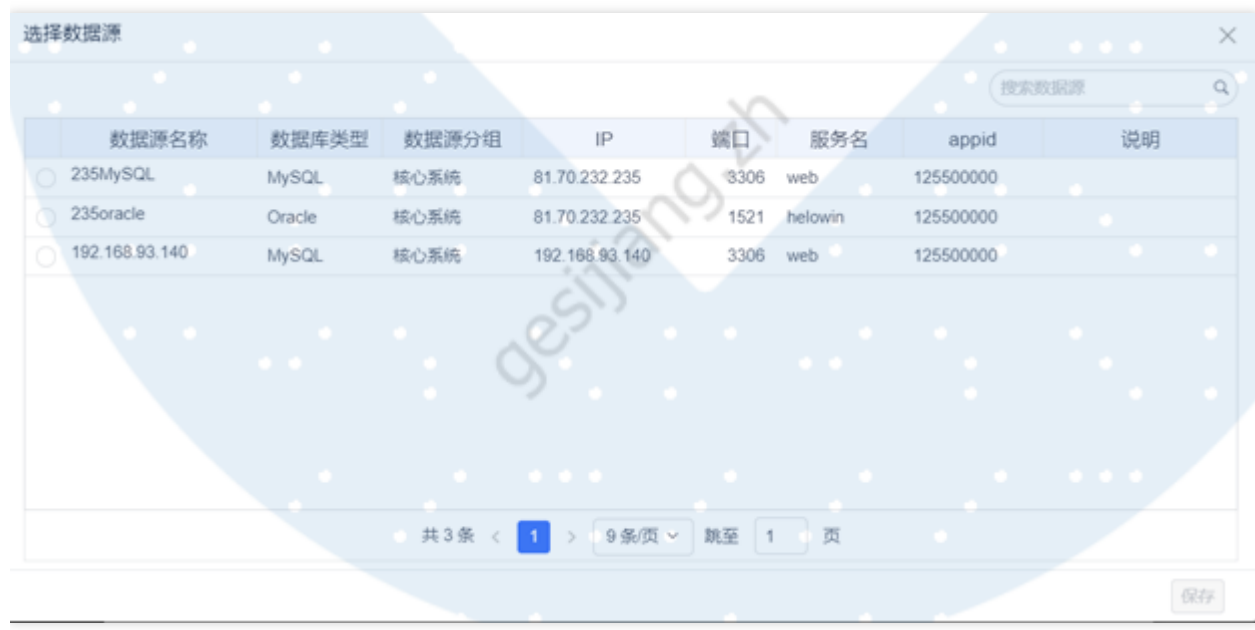 选择数据源
搜索数据源
数据源名称 数据库类型 数据源分组 IP 端口 服务名 appid 说明
235MySQL MySQL 核心系统 81.70.232.235 3306 web 125500000
235oracle Oracle 核心系统 81.70.232.235 1521 helowin 125500000
192.168.93.140 MySQL 核心系统 192.168.93.140 3306 web 125500000
gesijiang.zh
共 3 条 < 1 > 9 条/页 跳至 1 页
保存